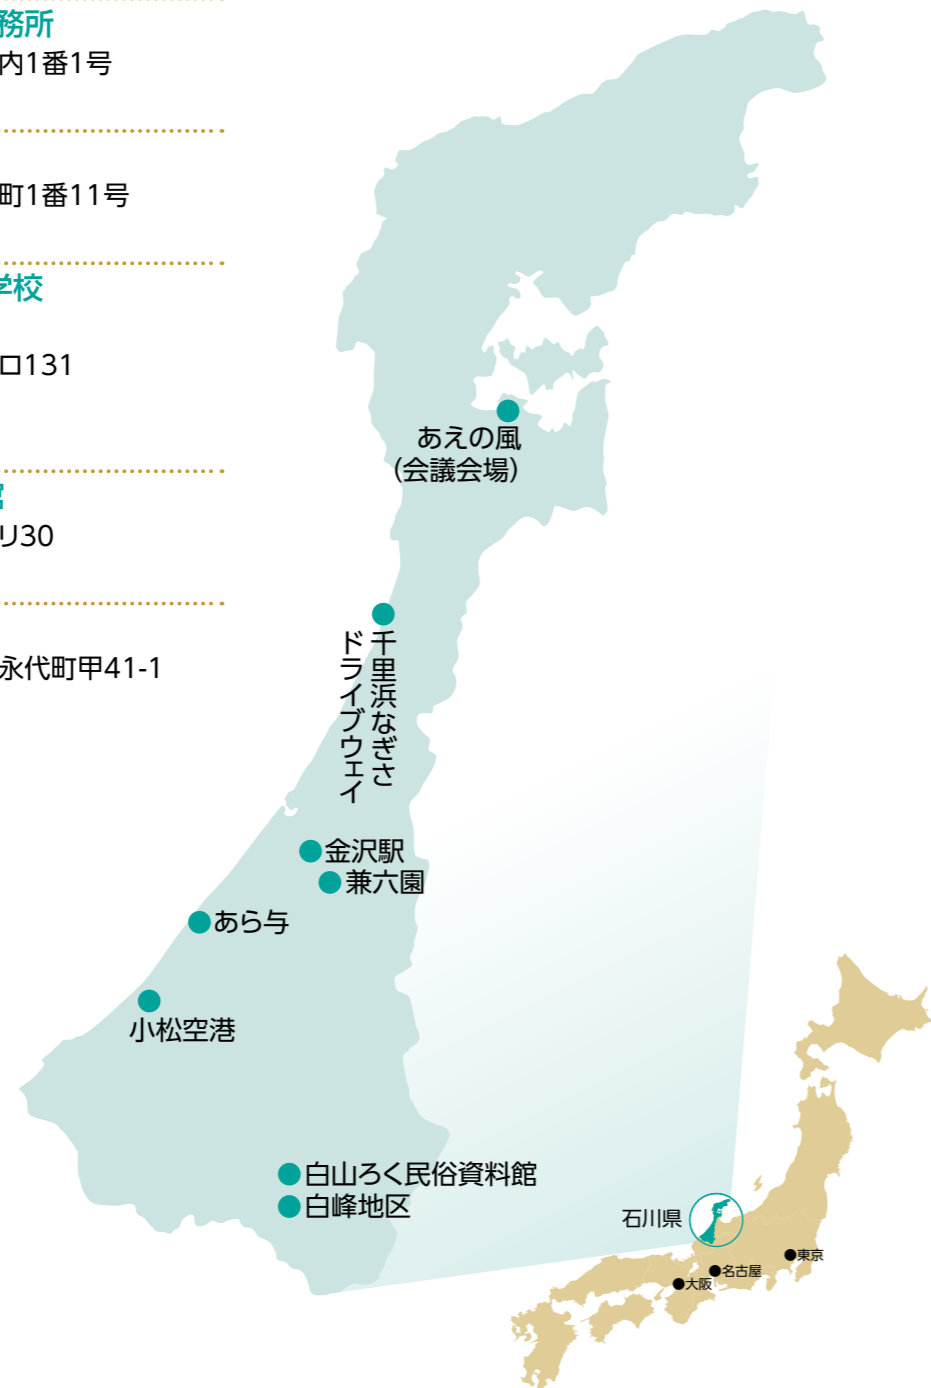 務所
内1番1号
町1番11号
学校
ロ131
リ30
永代町甲41-1
あえの風
（会議会場）
千里浜なぎさ
ドライブウェイ
金沢駅
兼六園
あら与
小松空港
白山ろく民俗資料館
白峰地区
石川県
東京
名古屋
大阪